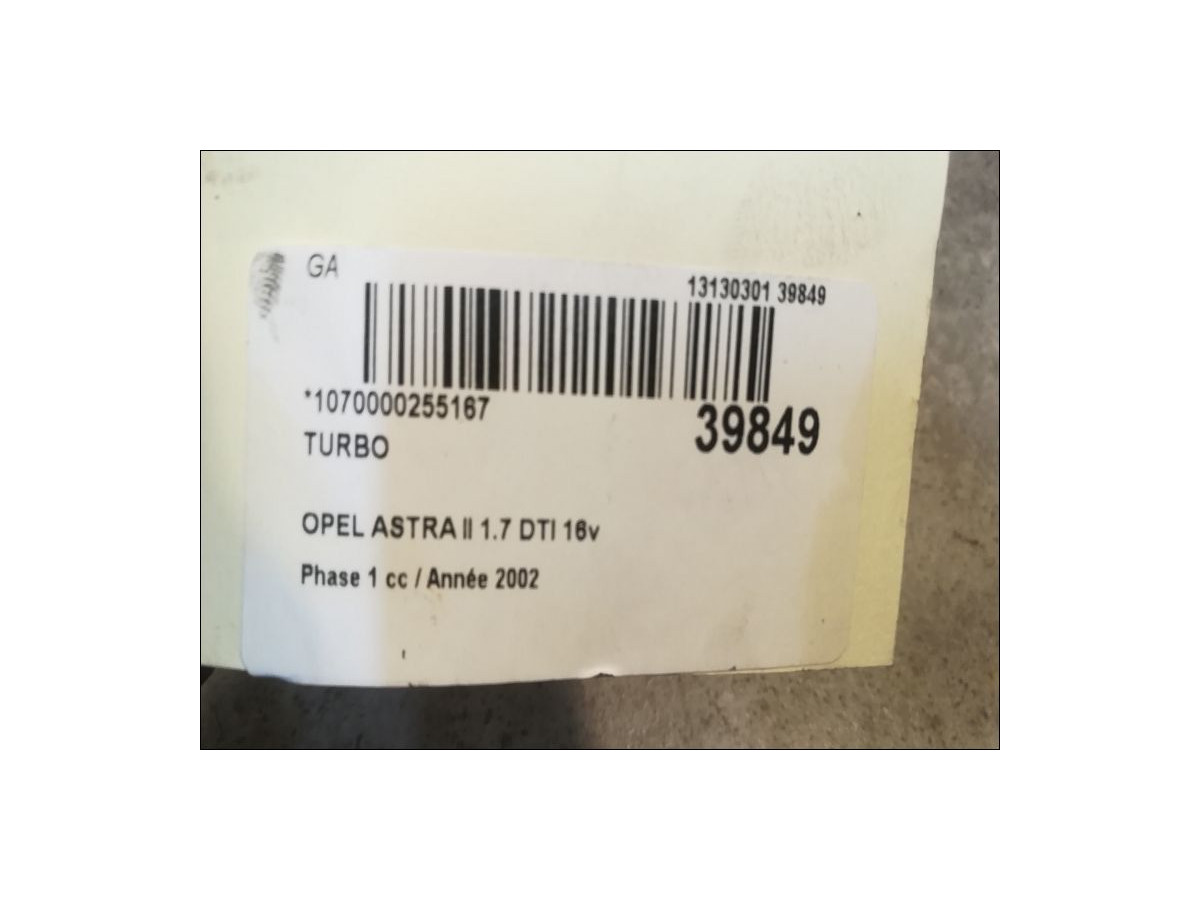 GA
13130301 39849
*1070000255167
39849
TURBO
OPEL ASTRA II 1.7 DTI 16v
Phase 1 cc / Année 2002